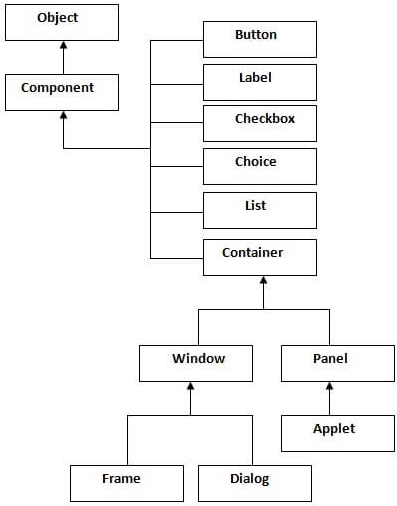 Object
Button
Label
Component
Checkbox
Choice
List
Container
Window
Panel
Applet
Frame
Dialog